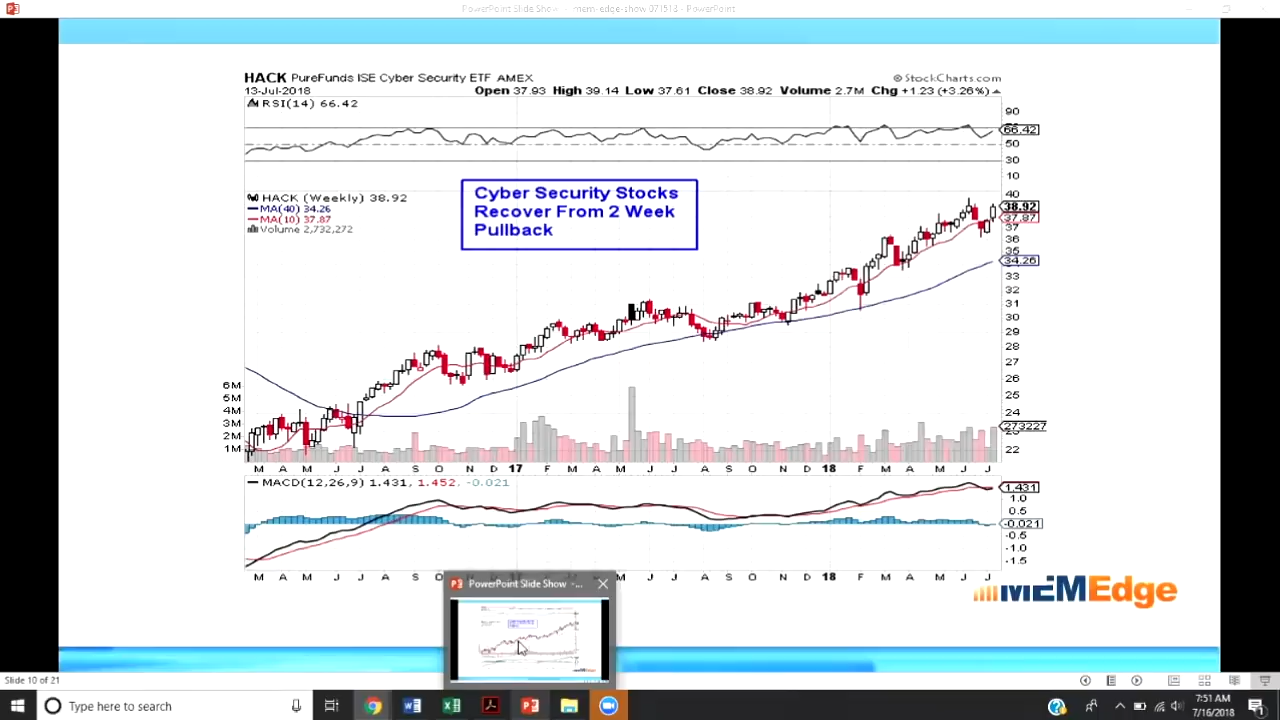 PowerPoint Slide Show - mem-edge-show 071518 - PowerPoint
HACK PureFunds ISE Cyber Security ETF AMEX
© StockCharts.com
13-Jul-2018
Open 37.93 High 39.14 Low 37.61 Close 38.92 Volume 2.7M Chg +1.23 (+3.26%)
RSI(14) 66.42
90
66.42
50
30
10
HACK (Weekly) 38.92
MA(40) 34.26
MA(10) 37.87
Volume 2,732,272
Cyber Security Stocks
Recover From 2 Week
Pullback
40
38.92
37.87
37
36
35
34.26
33
32
31
30
29
28
27
26
25
24
273227
22
6M
5M
4M
3M
2M
1M
M A M J J A S O N D 17 F M A M J J A S O N D 18 F M A M J J
MACD(12,26,9) 1.431, 1.452, -0.021
1.431
1.0
0.5
-0.021
-0.5
-1.0
-1.5
M A M J J A S O D F M A M J J A S O N D 18 F M A M J J
MEMEdge
PowerPoint Slide Show -...
Slide 10 of 21
Type here to search
7:51 AM
7/16/2018